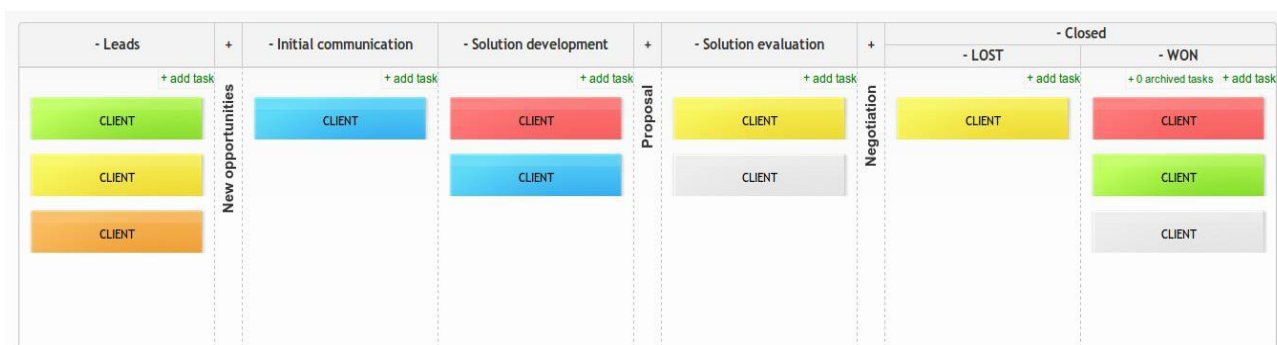 - Leads
+
- Initial communication
- Solution development
+
- Solution evaluation
+
- Closed
- LOST
- WON
+ add task
CLIENT
CLIENT
CLIENT
New opportunities
+ add task
CLIENT
+ add task
CLIENT
CLIENT
Proposal
+ add task
CLIENT
CLIENT
Negotiation
+ add task
CLIENT
+ 0 archived tasks + add task
CLIENT
CLIENT
CLIENT